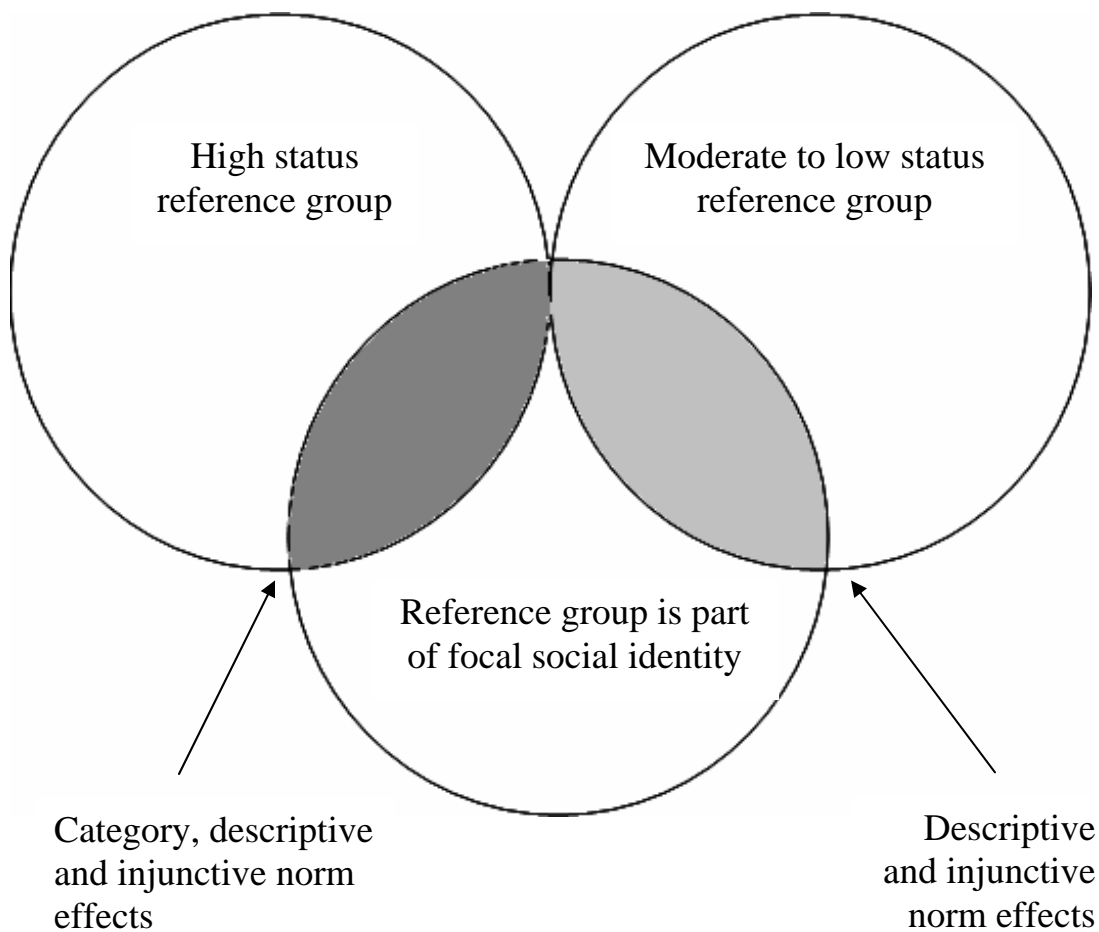 High status
reference group
Moderate to low status
reference group
Reference group is part
of focal social identity
Category, descriptive
and injunctive norm
effects
Descriptive
and injunctive
norm effects